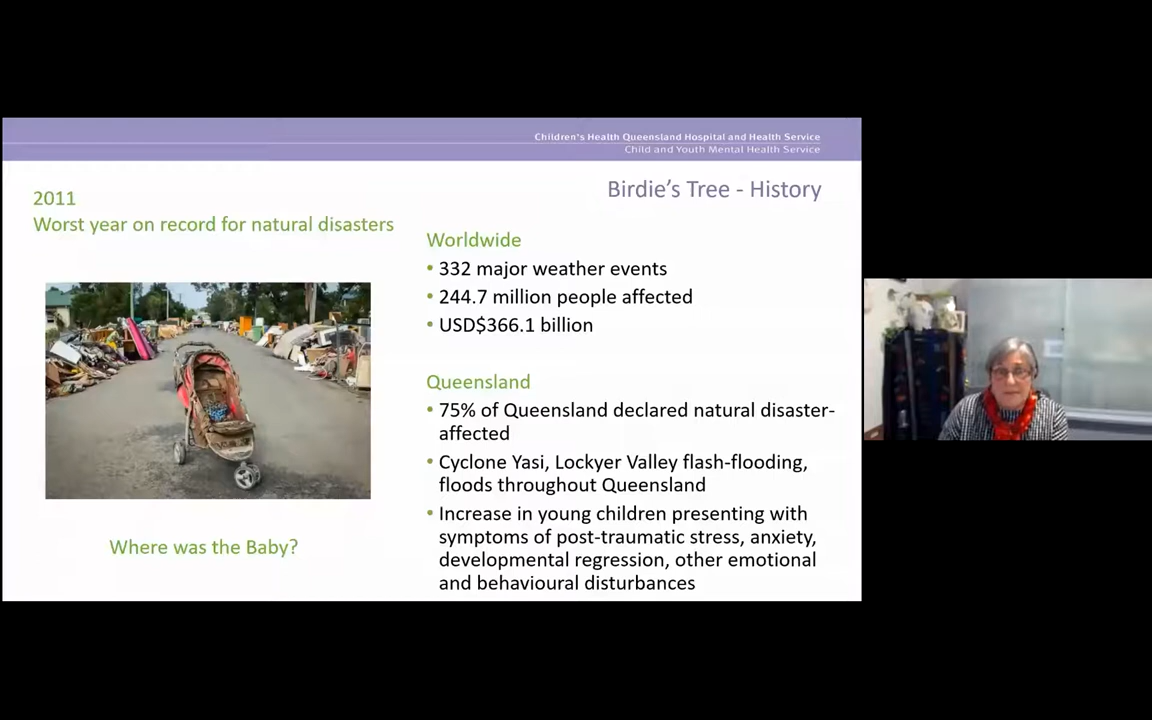 Children's Health Queensland Hospital and Health Service
Child and Youth Mental Health Service
Birdie's Tree - History
2011
Worst year on record for natural disasters
Where was the Baby?
Worldwide
• 332 major weather events
• 244.7 million people affected
• USD$366.1 billion
Queensland
• 75% of Queensland declared natural disaster-
affected
• Cyclone Yasi, Lockyer Valley flash-flooding,
floods throughout Queensland
• Increase in young children presenting with
symptoms of post-traumatic stress, anxiety,
developmental regression, other emotional
and behavioural disturbances